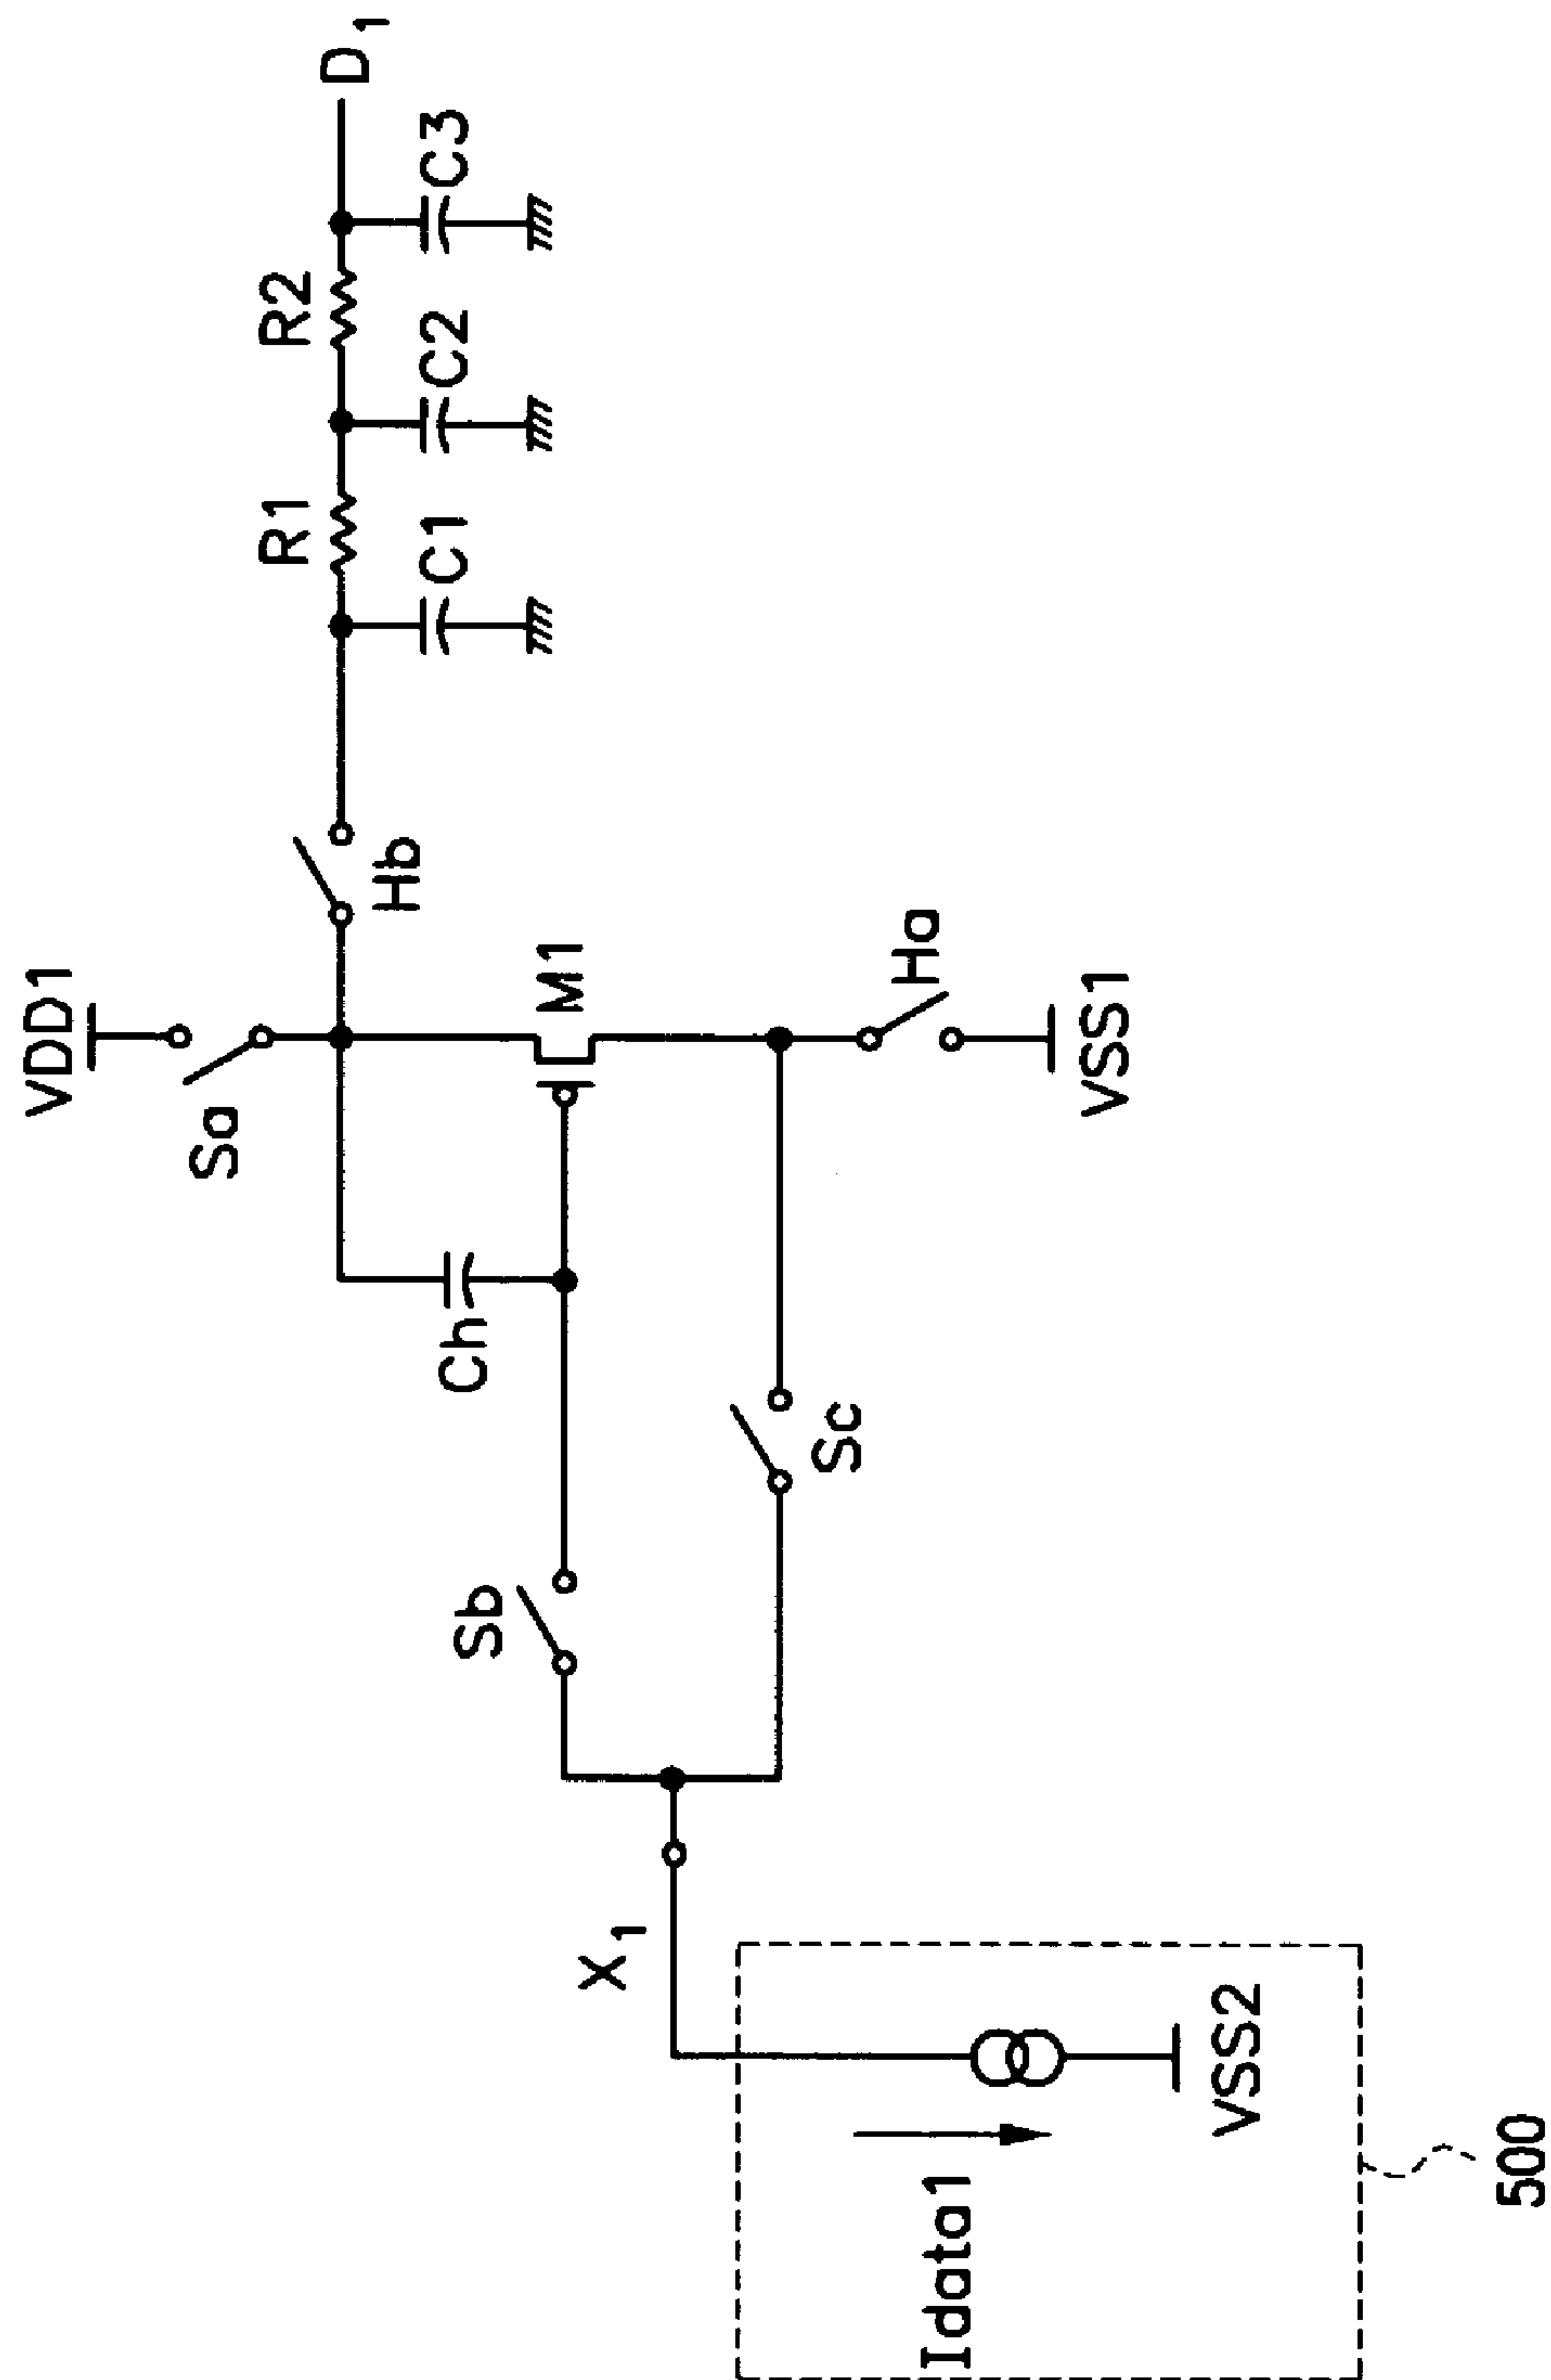 VDD1
Sa
Hb
R1
R2
D1
C1
C2
C3
Ch
M1
Sb
Sc
Ha
VSS1
X1
Idata1
VSS2
500